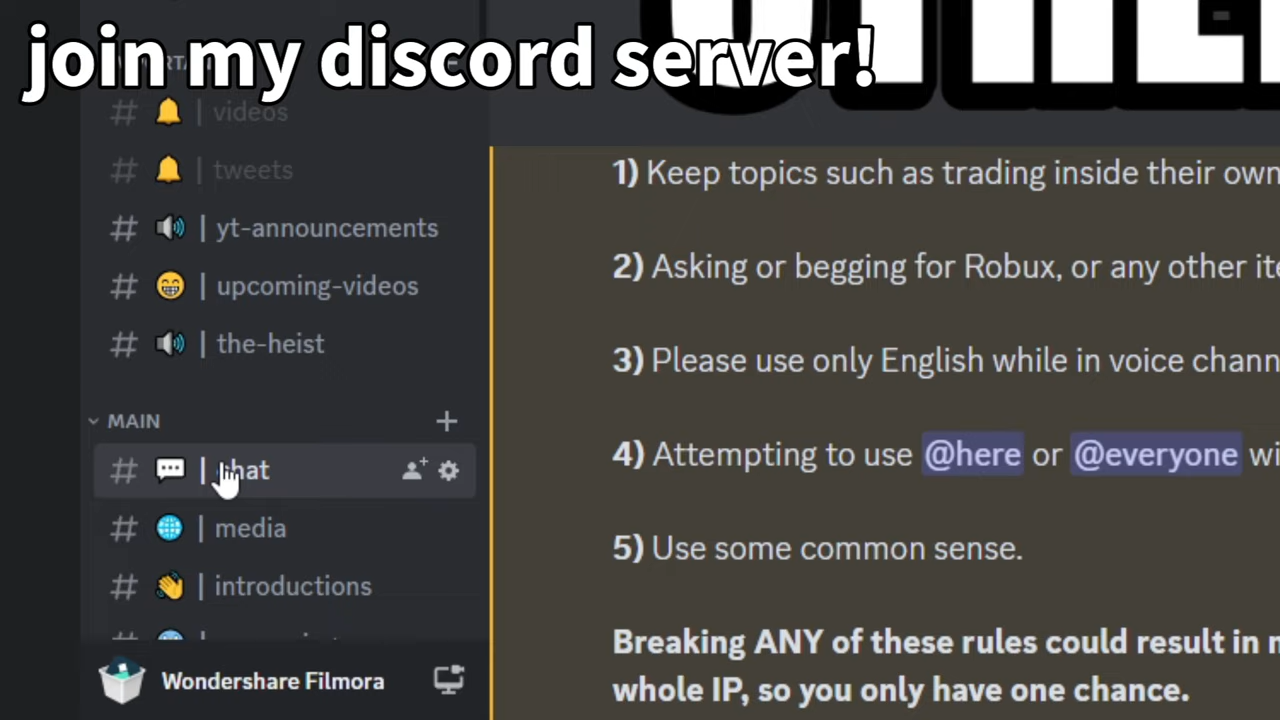 join my discord server!
# 🔔 | videos
# 🔔 | tweets
# 🔊 | yt-announcements
# 😁 | upcoming-videos
# 🔊 | the-heist
MAIN
# 💬 | chat
# 🌐 | media
# 👋 | introductions
Wondershare Filmora
1) Keep topics such as trading inside their own
2) Asking or begging for Robux, or any other
3) Please use only English while in voice
4) Attempting to use @here or @everyone
5) Use some common sense.
Breaking ANY of these rules could result in
whole IP, so you only have one chance.